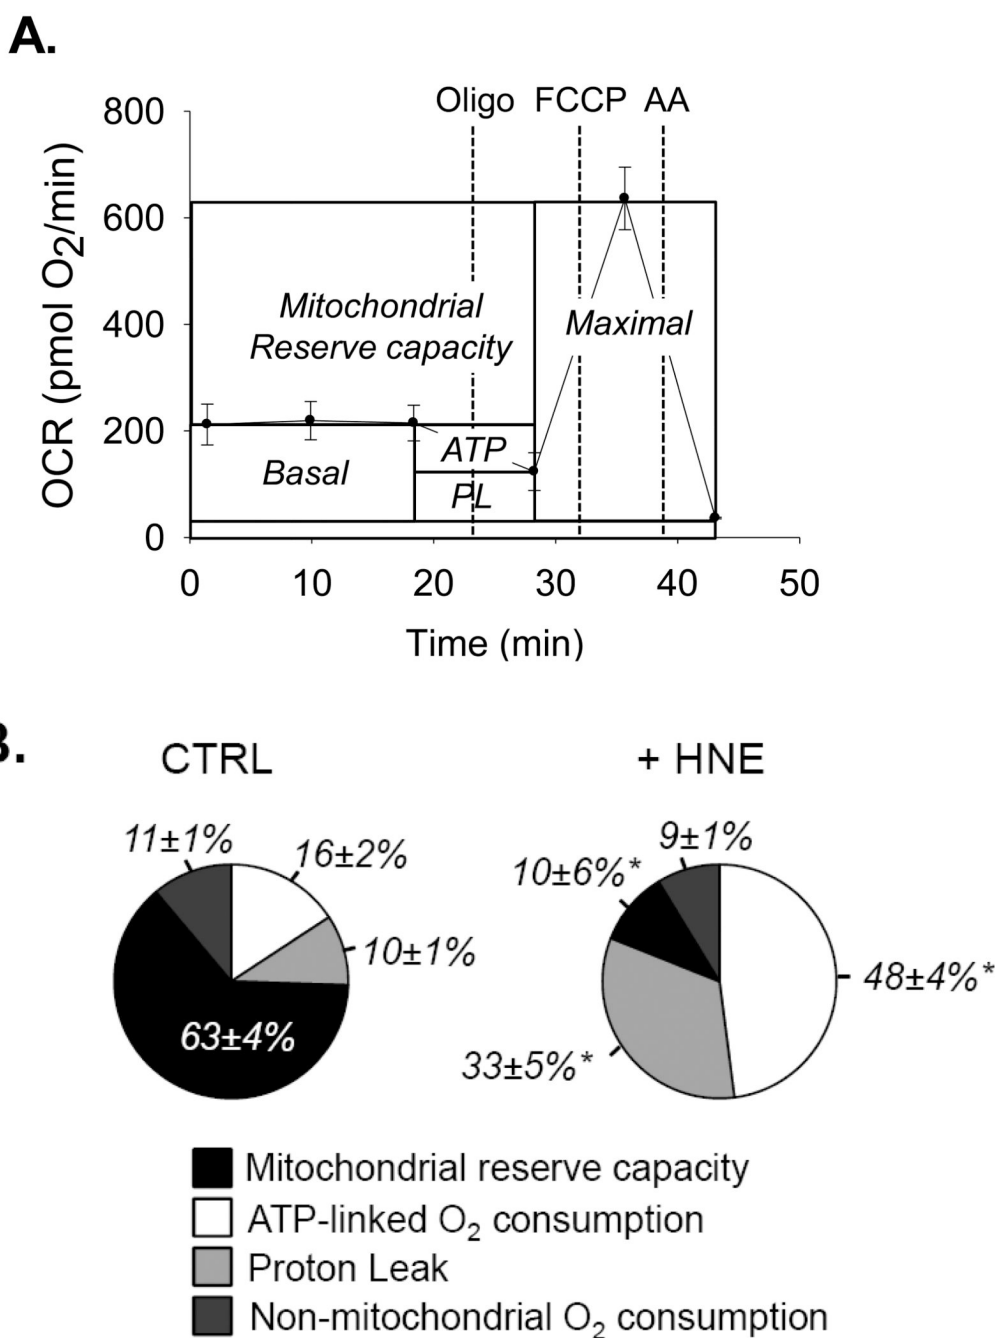 A.
Oligo FCCP AA
800
600
400
200
0
OCR (pmol O2/min)
Mitochondrial
Reserve capacity
Maximal
Basal
ATP
PL
0 10 20 30 40 50
Time (min)
B.
CTRL
+ HNE
11±1%
16±2%
10±1%
63±4%
9±1%
10±6%*
48±4%*
33±5%*
Mitochondrial reserve capacity
ATP-linked O2 consumption
Proton Leak
Non-mitochondrial O2 consumption